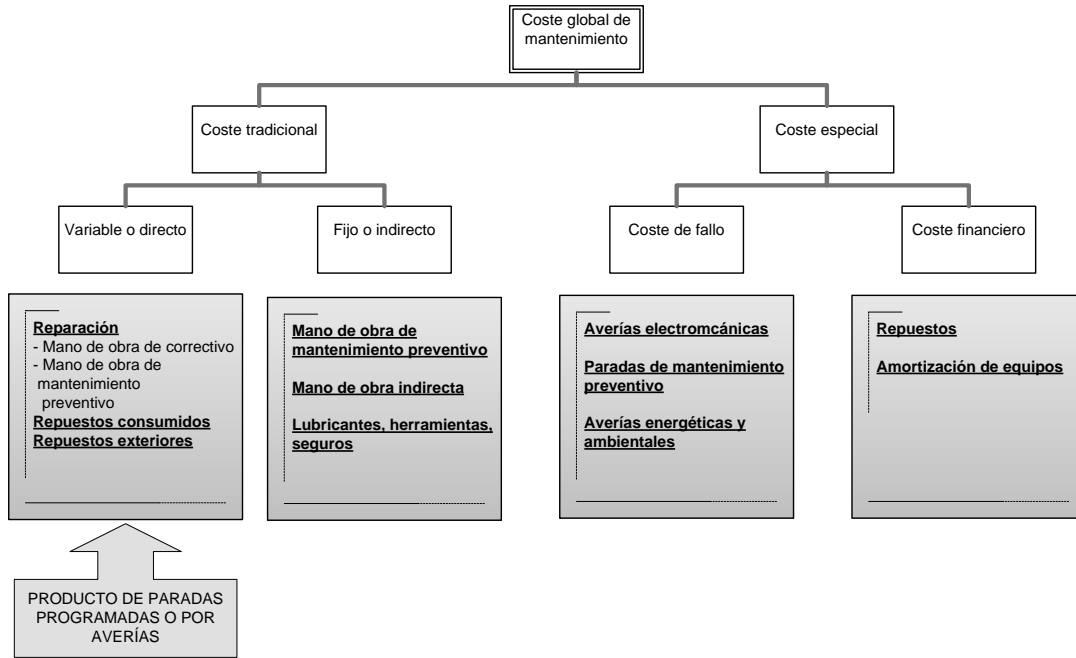 Coste global de
mantenimiento
Coste tradicional
Coste especial
Variable o directo
Fijo o indirecto
Coste de fallo
Coste financiero
Reparación
- Mano de obra de correctivo
- Mano de obra de
mantenimiento
preventivo
Repuestos consumidos
Repuestos exteriores
Mano de obra de
mantenimiento preventivo
Mano de obra indirecta
Lubricantes, herramientas,
seguros
Averías electromcánicas
Paradas de mantenimiento
preventivo
Averías energéticas y
ambientales
Repuestos
Amortización de equipos
PRODUCTO DE PARADAS
PROGRAMADAS O POR
AVERÍAS